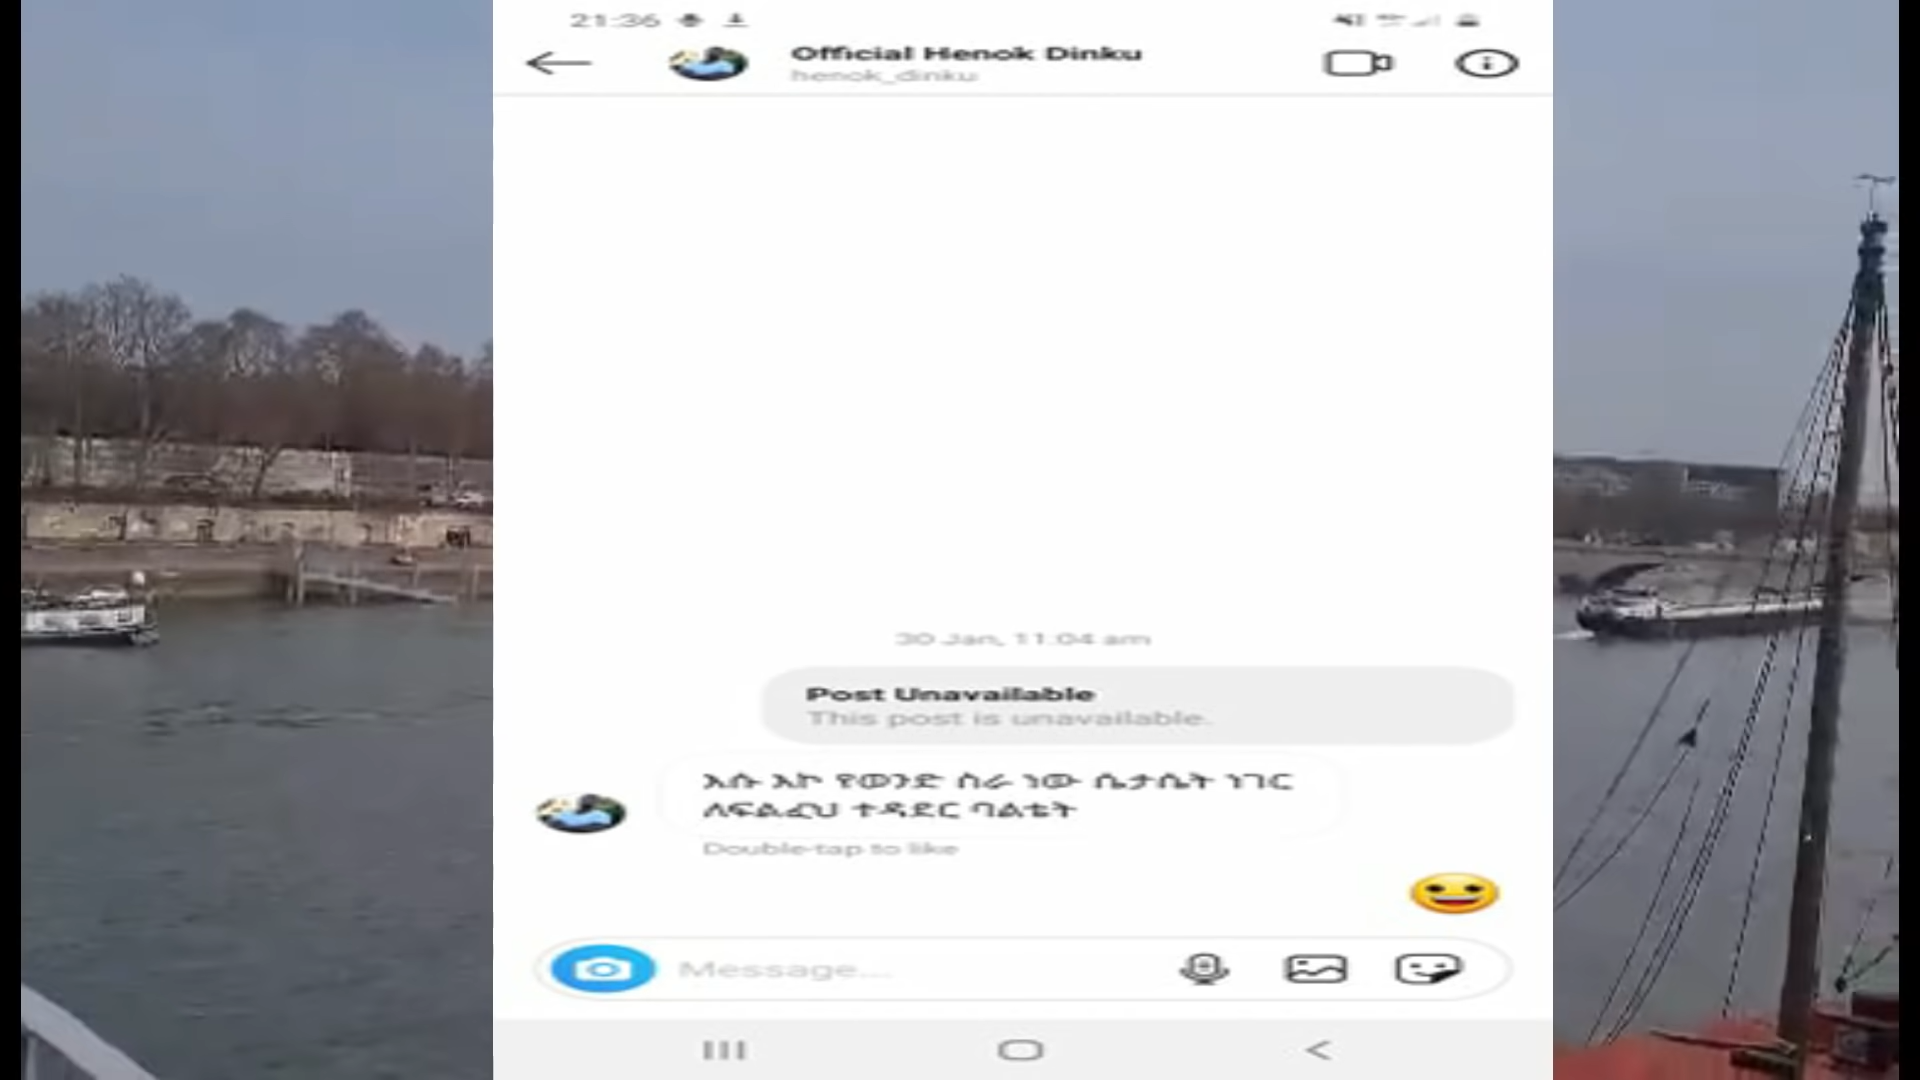 21:36
Official Henok Dinku
henok_dinku
30 Jan, 11:04 am
Post Unavailable
This post is unavailable.
እሱ እኮ የወንድ ስራ ነው ሴታሴት ነገር
ለፍልፈህ ተዳደር ባልቴት
Double-tap to like
Message...